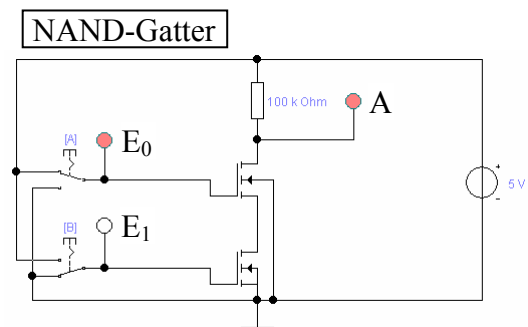 NAND-Gatter
100 k Ohm
A
[A]
E₀
+
5 V
-
[B]
E₁